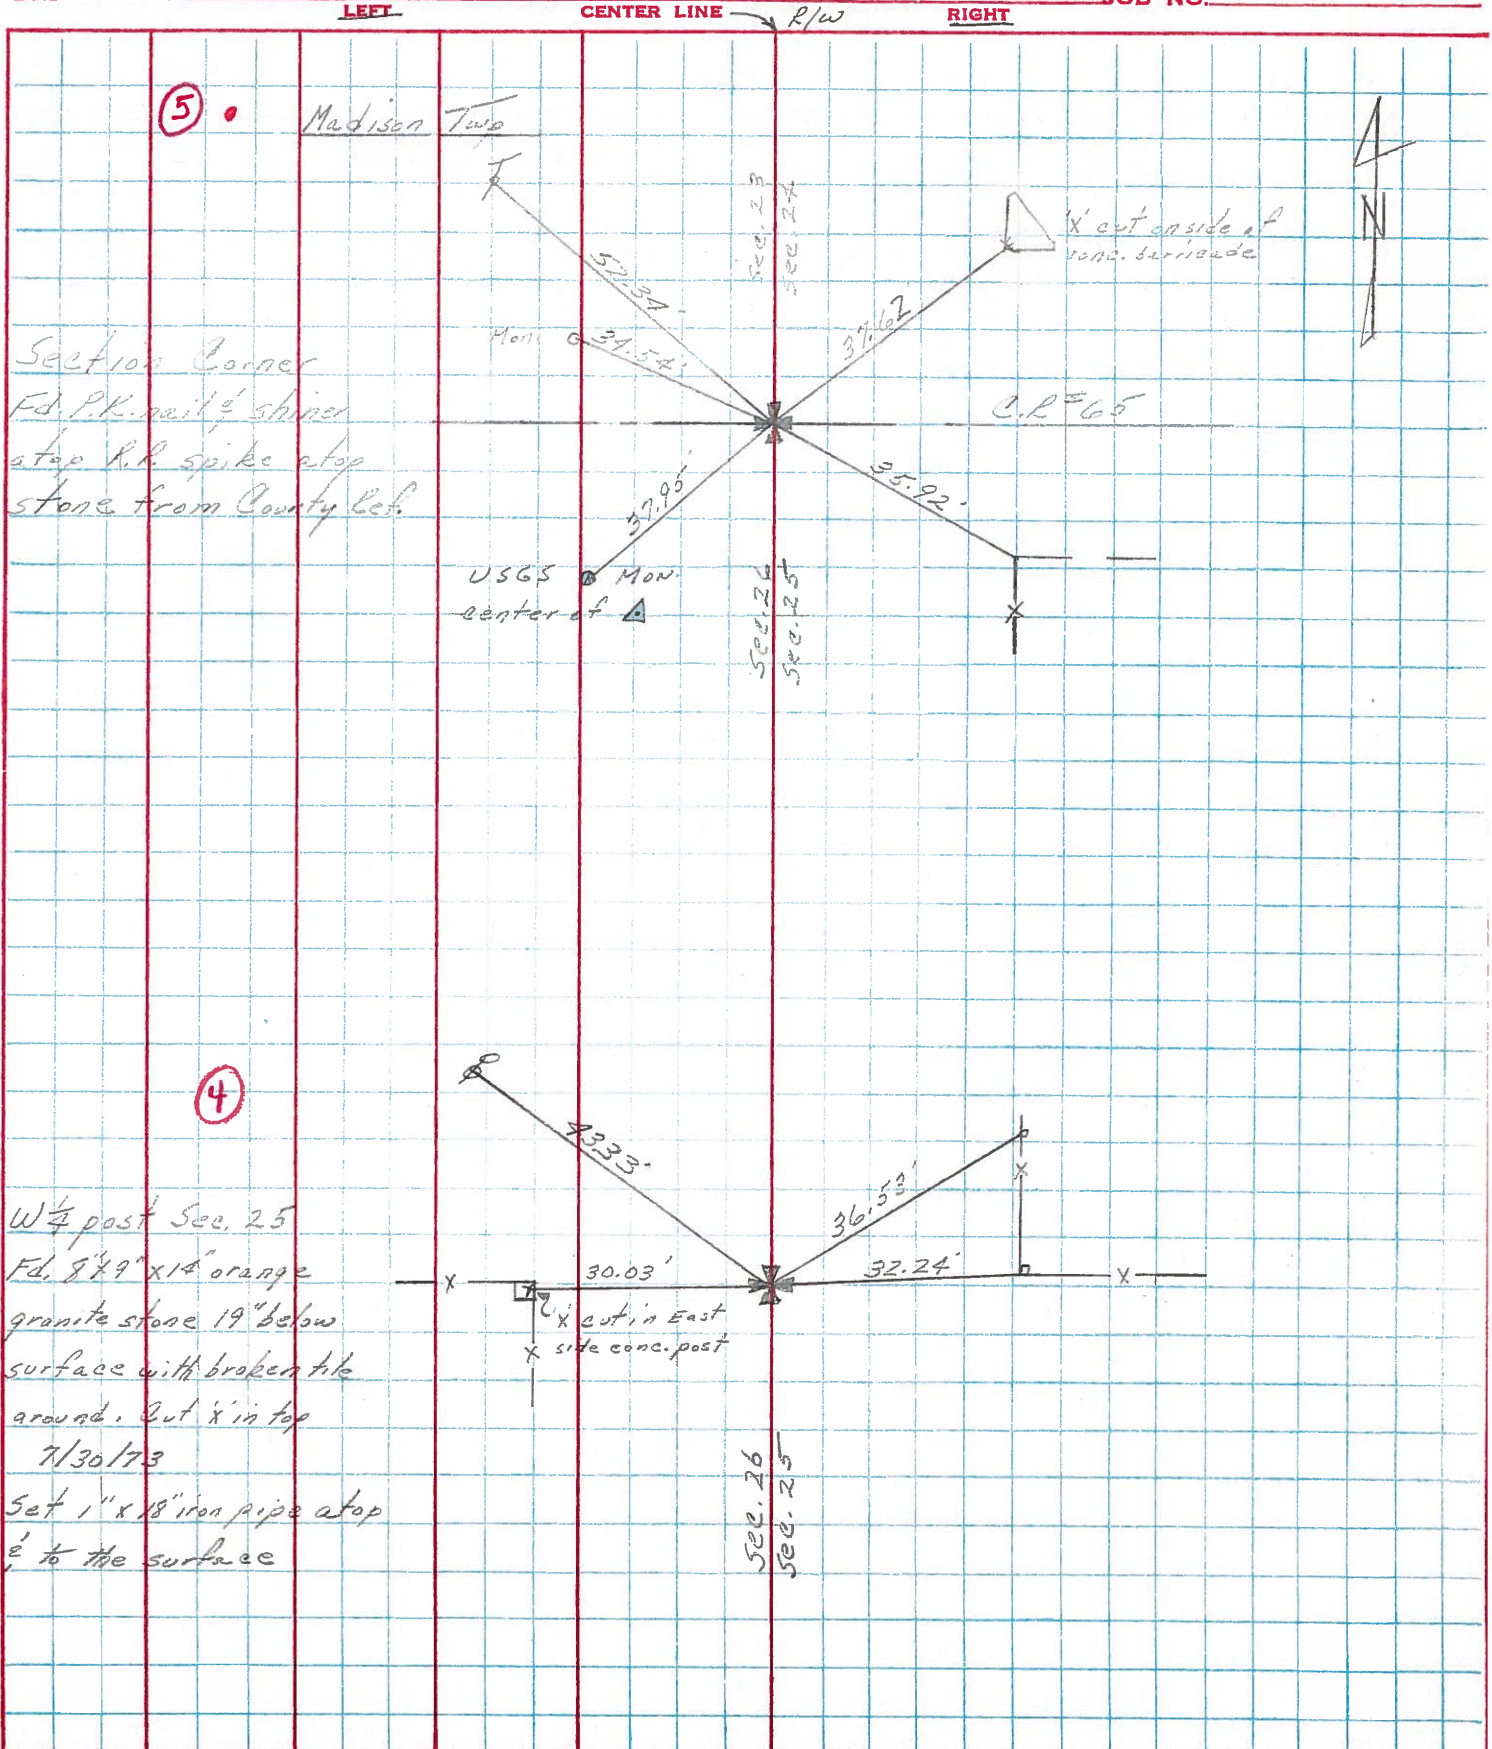 LEFT
CENTER LINE
R/W
RIGHT
JOB NO.
5
Madison Twp
N
Sec. 23
Sec. 24
'X' cut on side of
conc. barricade
52.37'
37.62
Mon.
34.54'
Section Corner
Fd. P.K. nail & shiner
atop R.R. spike atop
stone from County Ref.
C.R. #65
37.95'
35.92'
USGS Mon.
center of
Sec. 26
Sec. 25
X
4
43.33'
36.53'
X
W 1/4 post Sec. 25
Fd. 8"x9"x14" orange
granite stone 19" below
surface with broken tile
around. Cut 'X' in top
7/30/73
Set 1"x18" iron pipe atop
& to the surface
X
30.03'
32.24'
X
'X' cut in East
side conc. post
X
Sec. 26
Sec. 25